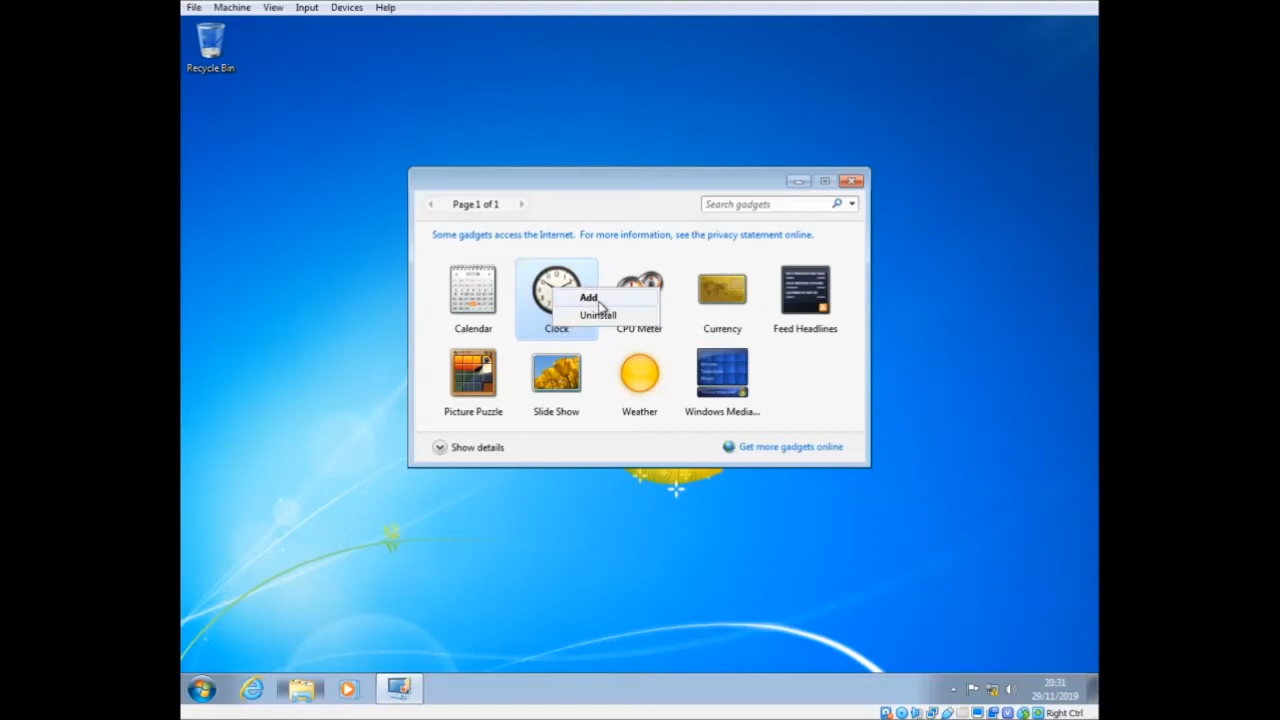 File Machine View Input Devices Help
Recycle Bin
Page 1 of 1
Search gadgets
Some gadgets access the Internet. For more information, see the privacy statement online.
Add
Uninstall
Calendar Clock CPU Meter Currency Feed Headlines
Picture Puzzle Slide Show Weather Windows Media...
Show details
Get more gadgets online
20:31
29/11/2019
Right Ctrl